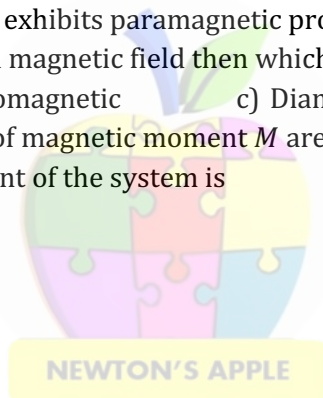 exhibits paramagnetic pro
magnetic field then which
omagnetic c) Dian
of magnetic moment M are
nt of the system is
NEWTON'S APPLE